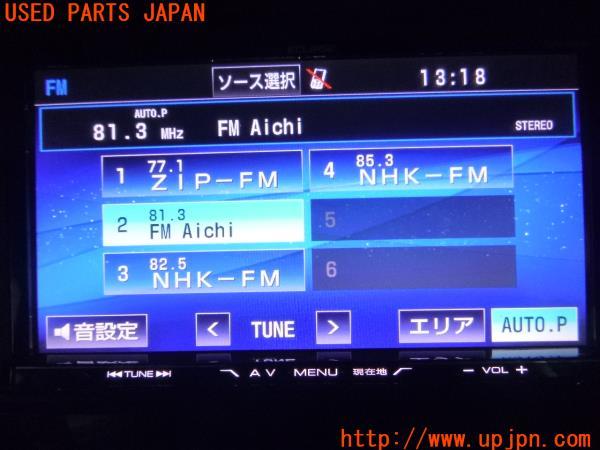 USED PARTS JAPAN
ECLIPSE
FM
ソース選択
13:18
AUTO.P
81.3 MHz FM Aichi
STEREO
1 77.1 ZIP-FM
4 85.3 NHK-FM
2 81.3 FM Aichi
5
3 82.5 NHK-FM
6
音設定
< TUNE >
エリア
AUTO.P
TUNE
AV
MENU
現在地
- VOL +
http://www.upjpn.com